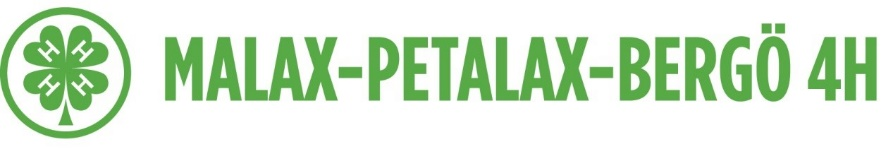 H H H H MALAX-PETALAX-BERGÖ 4H